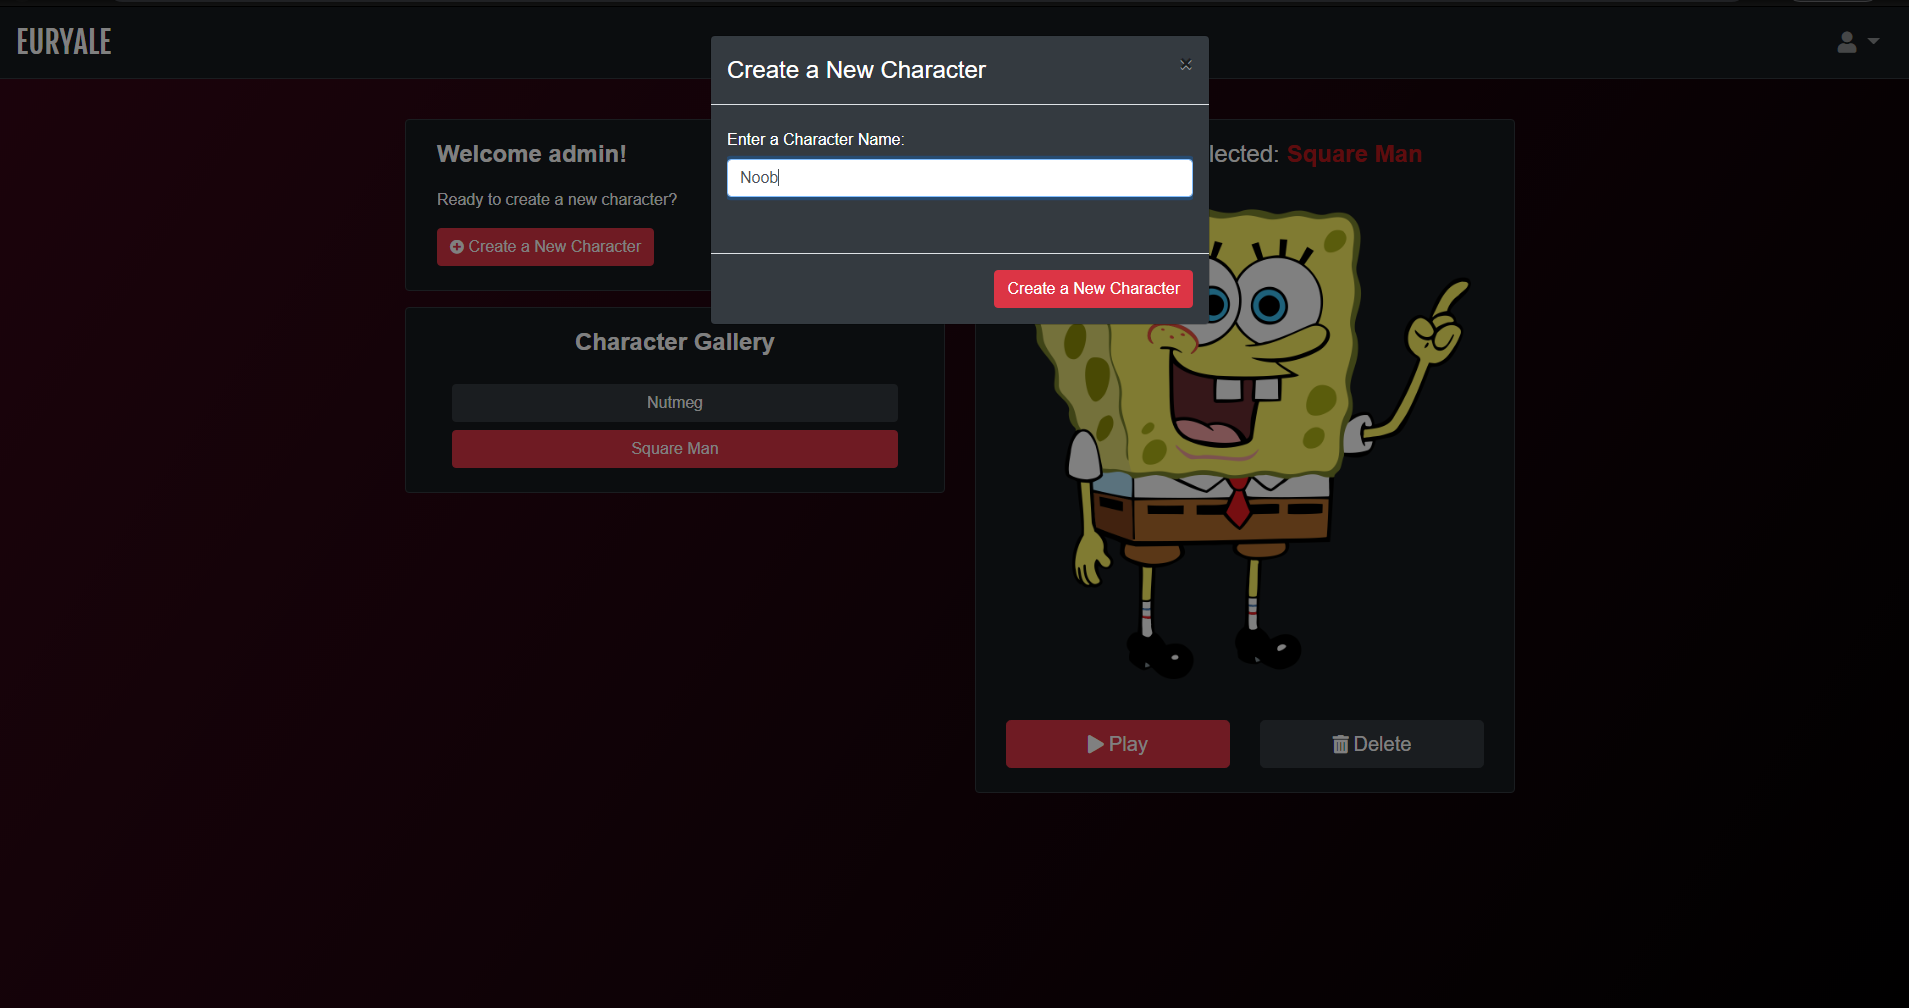 EURYALE
Create a New Character
×
Enter a Character Name:
Noob
Create a New Character
Welcome admin!
Ready to create a new character?
Create a New Character
Character Gallery
Nutmeg
Square Man
lected: Square Man
Play
Delete